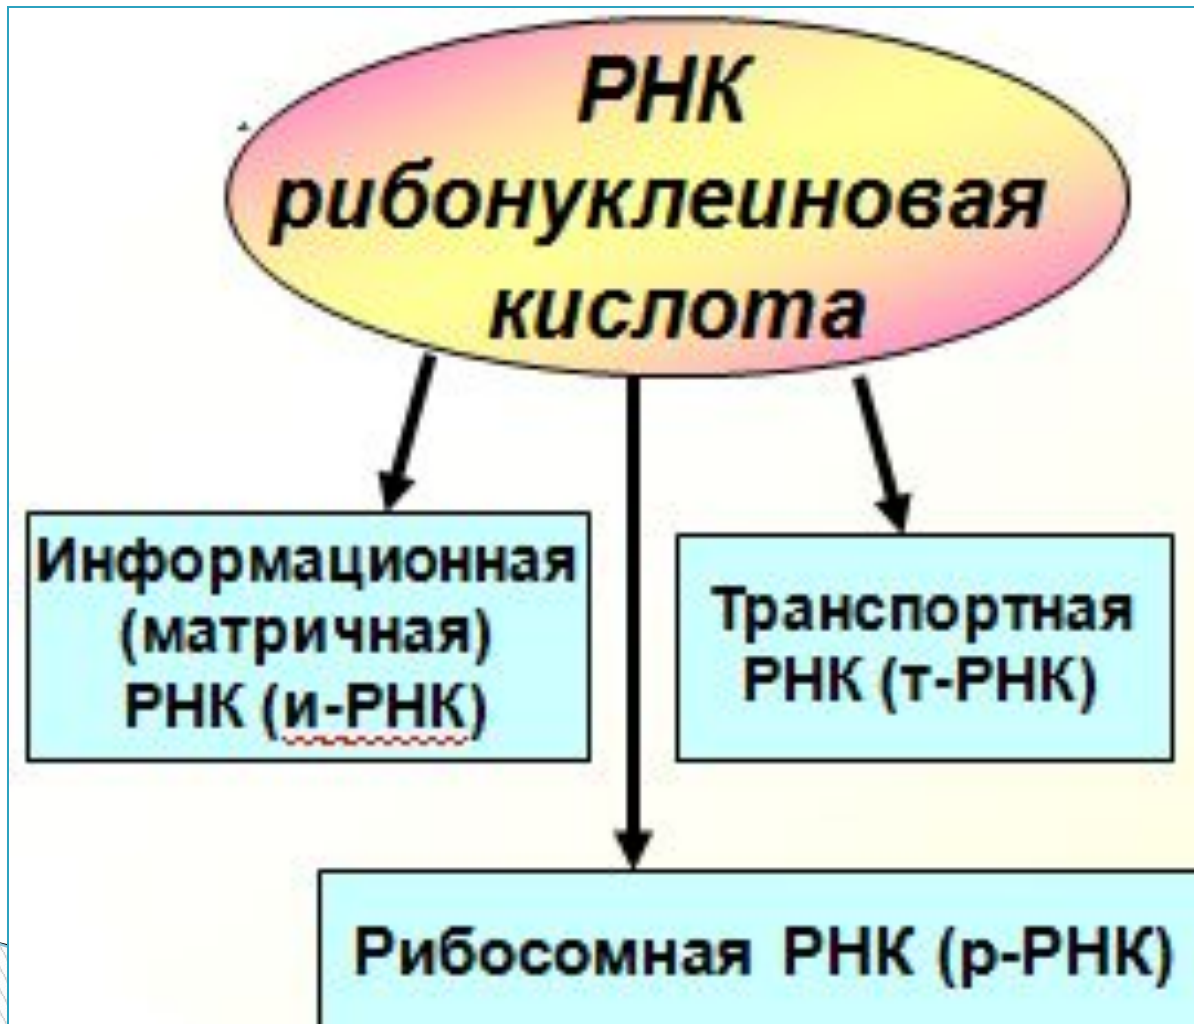 РНК
рибонуклеиновая
кислота
Информационная
(матричная)
РНК (и-РНК)
Транспортная
РНК (т-РНК)
Рибосомная РНК (р-РНК)